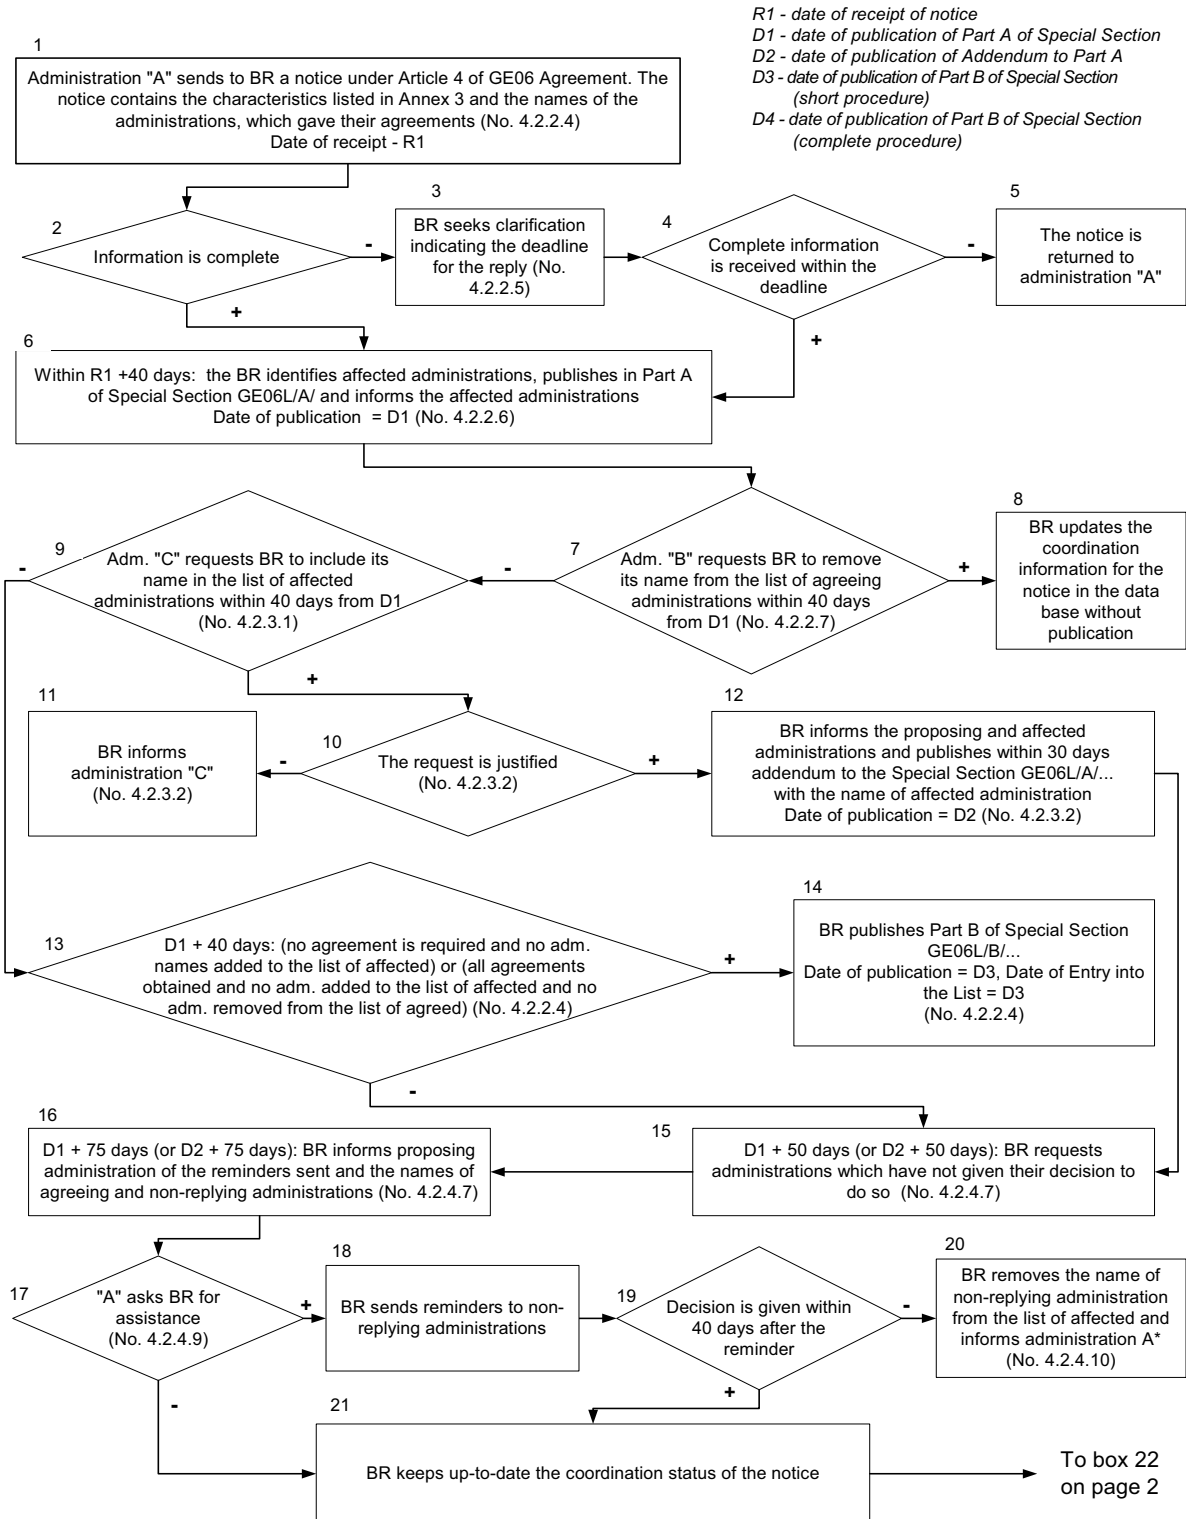 R1 - date of receipt of notice
D1 - date of publication of Part A of Special Section
D2 - date of publication of Addendum to Part A
D3 - date of publication of Part B of Special Section
(short procedure)
D4 - date of publication of Part B of Special Section
(complete procedure)
1
Administration "A" sends to BR a notice under Article 4 of GE06 Agreement. The
notice contains the characteristics listed in Annex 3 and the names of the
administrations, which gave their agreements (No. 4.2.2.4)
Date of receipt - R1
2
Information is complete
-
+
3
BR seeks clarification
indicating the deadline
for the reply (No.
4.2.2.5)
4
Complete information
is received within the
deadline
-
+
5
The notice is
returned to
administration "A"
6
Within R1 +40 days: the BR identifies affected administrations, publishes in Part A
of Special Section GE06L/A/ and informs the affected administrations
Date of publication = D1 (No. 4.2.2.6)
9
Adm. "C" requests BR to include its
name in the list of affected
administrations within 40 days from D1
(No. 4.2.3.1)
-
+
7
Adm. "B" requests BR to remove
its name from the list of agreeing
administrations within 40 days
from D1 (No. 4.2.2.7)
-
+
8
BR updates the
coordination
information for the
notice in the data
base without
publication
11
BR informs
administration "C"
(No. 4.2.3.2)
10
The request is justified
(No. 4.2.3.2)
-
+
12
BR informs the proposing and affected
administrations and publishes within 30 days
addendum to the Special Section GE06L/A/...
with the name of affected administration
Date of publication = D2 (No. 4.2.3.2)
13
D1 + 40 days: (no agreement is required and no adm.
names added to the list of affected) or (all agreements
obtained and no adm. added to the list of affected and no
adm. removed from the list of agreed) (No. 4.2.2.4)
+
-
14
BR publishes Part B of Special Section
GE06L/B/...
Date of publication = D3, Date of Entry into
the List = D3
(No. 4.2.2.4)
16
D1 + 75 days (or D2 + 75 days): BR informs proposing
administration of the reminders sent and the names of
agreeing and non-replying administrations (No. 4.2.4.7)
15
D1 + 50 days (or D2 + 50 days): BR requests
administrations which have not given their decision to
do so (No. 4.2.4.7)
17
"A" asks BR for
assistance
(No. 4.2.4.9)
+
-
18
BR sends reminders to non-
replying administrations
19
Decision is given within
40 days after the
reminder
-
+
20
BR removes the name of
non-replying administration
from the list of affected and
informs administration A*
(No. 4.2.4.10)
21
BR keeps up-to-date the coordination status of the notice
To box 22
on page 2